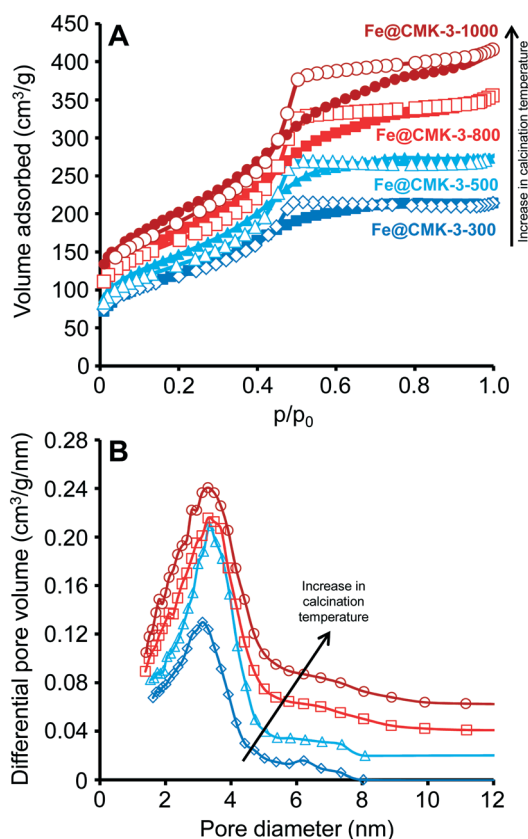 A
450
400
350
300
250
200
150
100
50
0
Volume adsorbed (cm³/g)
Fe@CMK-3-1000
Fe@CMK-3-800
Fe@CMK-3-500
Fe@CMK-3-300
Increase in calcination temperature
0 0.2 0.4 0.6 0.8 1.0
p/p₀
B
0.28
0.24
0.20
0.16
0.12
0.08
0.04
0
Differential pore volume (cm³/g/nm)
Increase in
calcination
temperature
0 2 4 6 8 10 12
Pore diameter (nm)